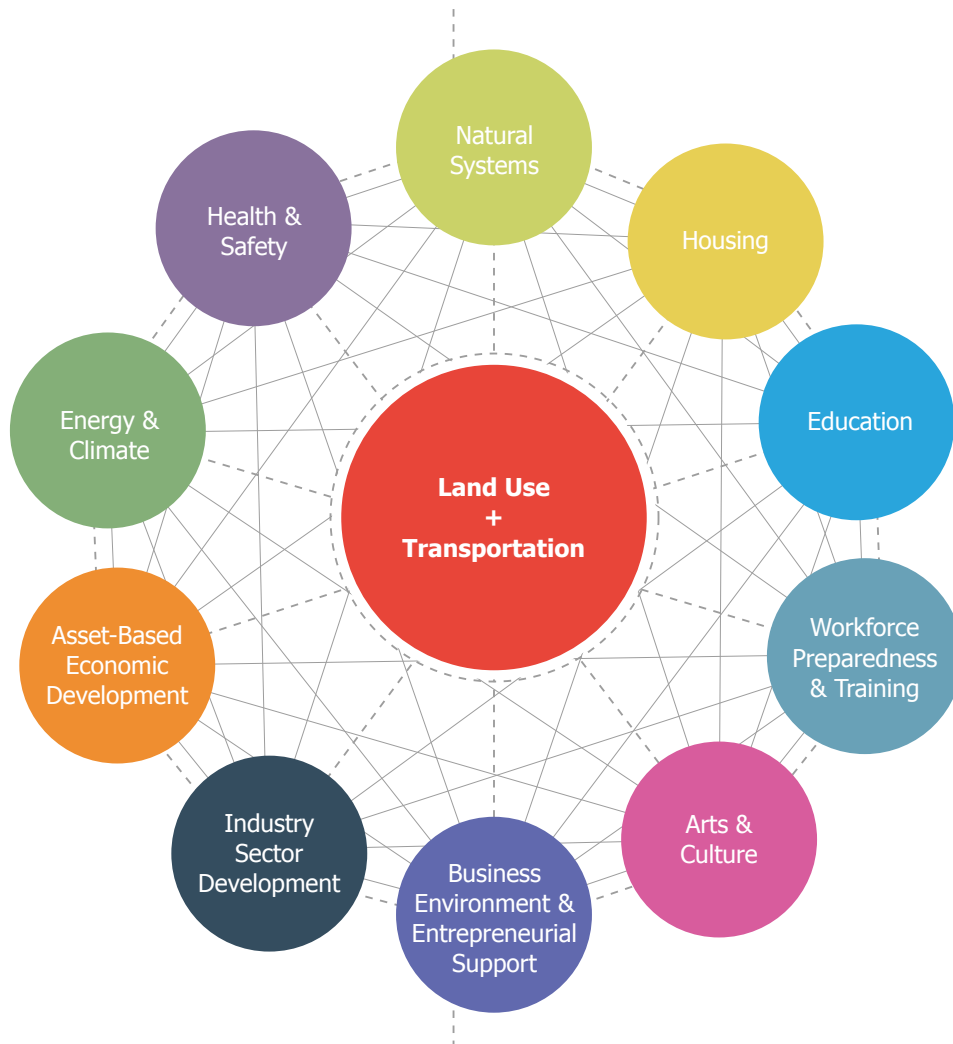 Natural
Systems
Health &
Safety
Housing
Energy &
Climate
Education
Land Use
+
Transportation
Asset-Based
Economic
Development
Workforce
Preparedness
& Training
Industry
Sector
Development
Arts &
Culture
Business
Environment &
Entrepreneurial
Support